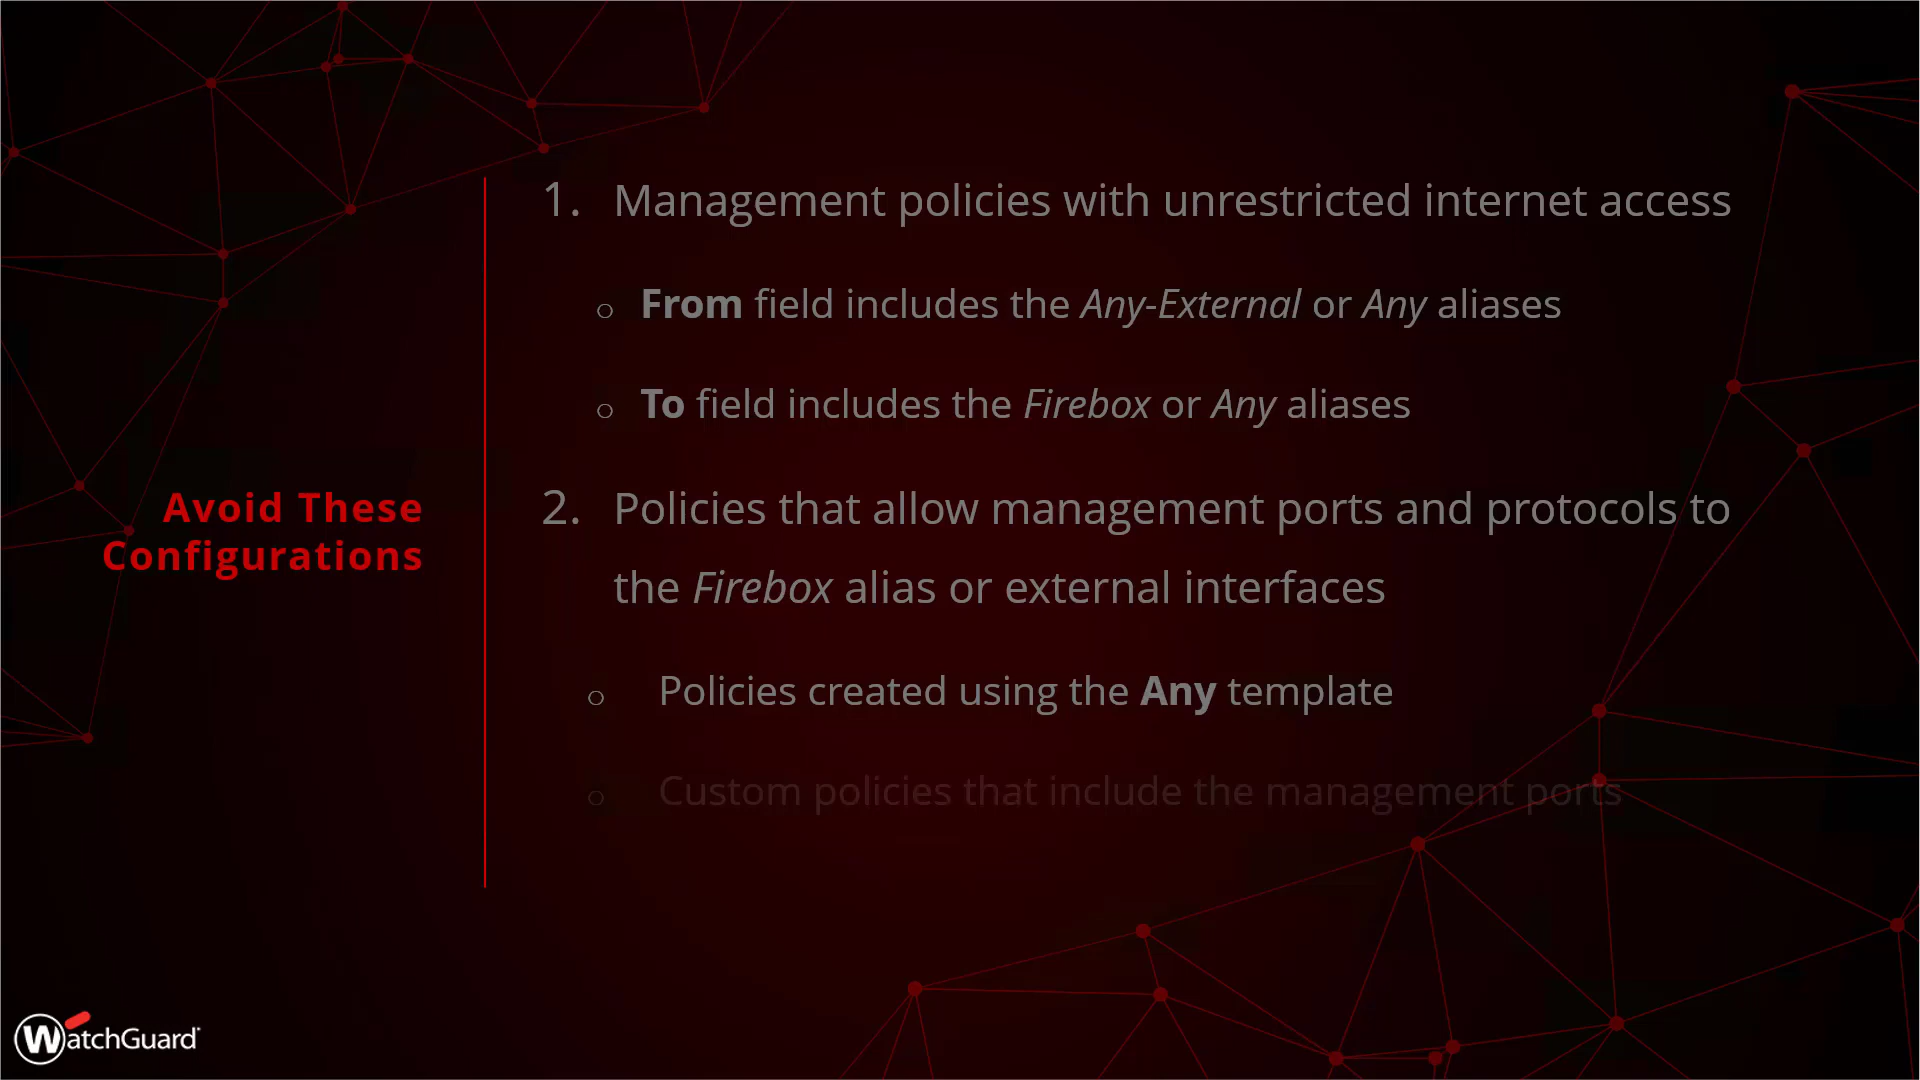 Avoid These
Configurations
1. Management policies with unrestricted internet access
○ From field includes the Any-External or Any aliases
○ To field includes the Firebox or Any aliases
2. Policies that allow management ports and protocols to
the Firebox alias or external interfaces
○ Policies created using the Any template
○ Custom policies that include the management ports
WatchGuard